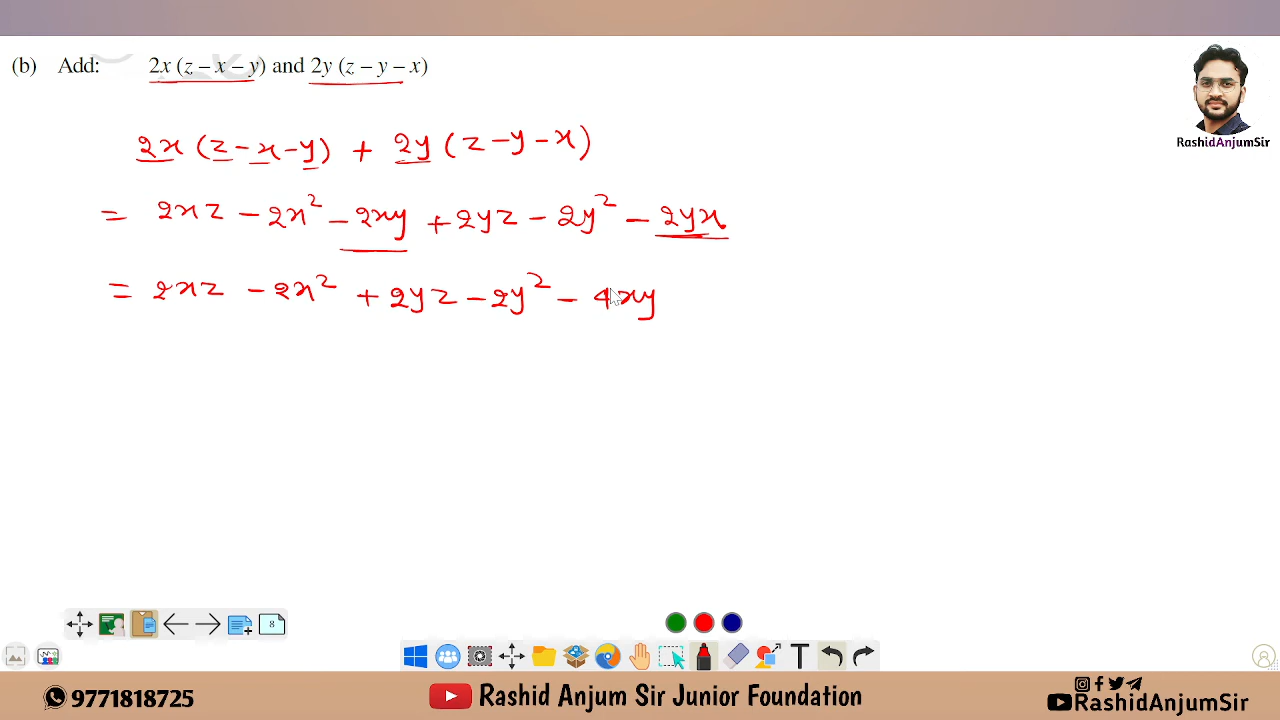 (b) Add: 2x (z – x – y) and 2y (z – y – x)
RashidAnjumSir
2x (z - x - y) + 2y (z - y - x)
= 2xz - 2x² - 2xy + 2yz - 2y² - 2yx
= 2xz - 2x² + 2yz - 2y² - 4xy
8
T
9771818725
Rashid Anjum Sir Junior Foundation
RashidAnjumSir